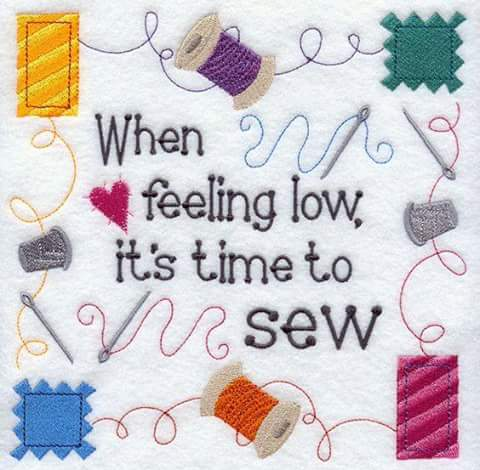 When
feeling low,
it's time to
sew